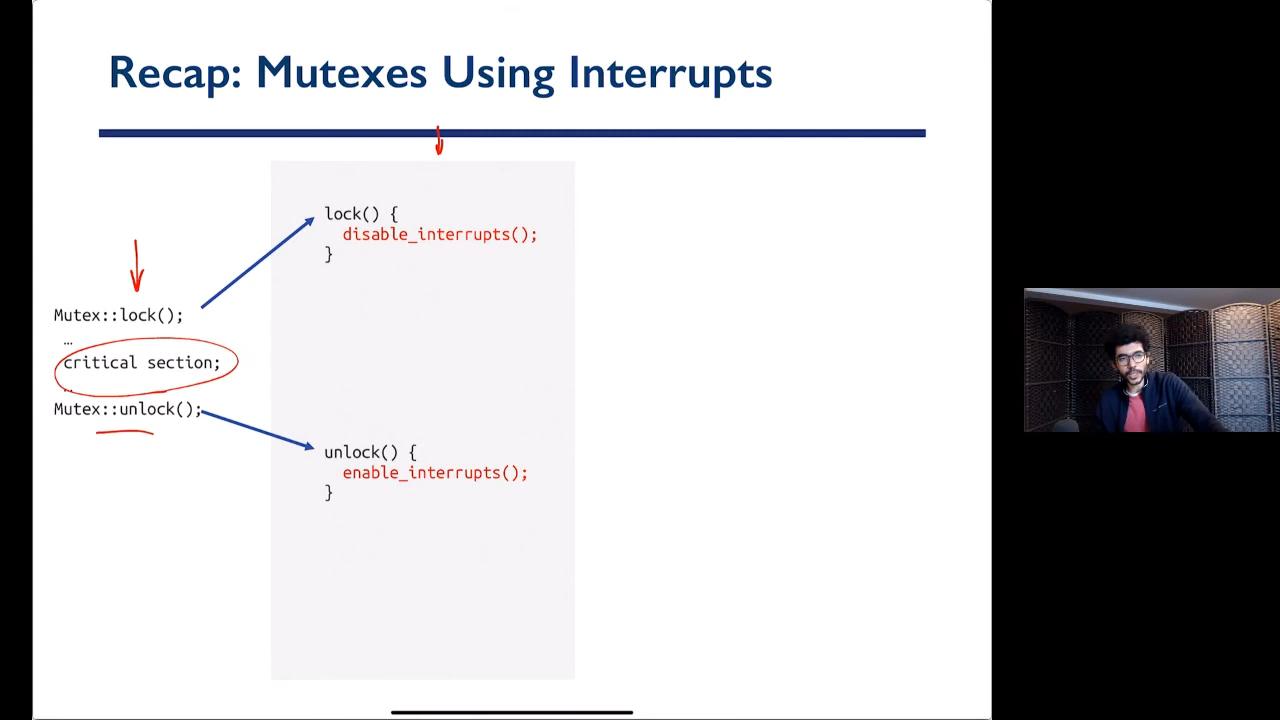 Recap: Mutexes Using Interrupts
lock() {
disable_interrupts();
}
Mutex::lock();
…
critical section;
…
Mutex::unlock();
unlock() {
enable_interrupts();
}